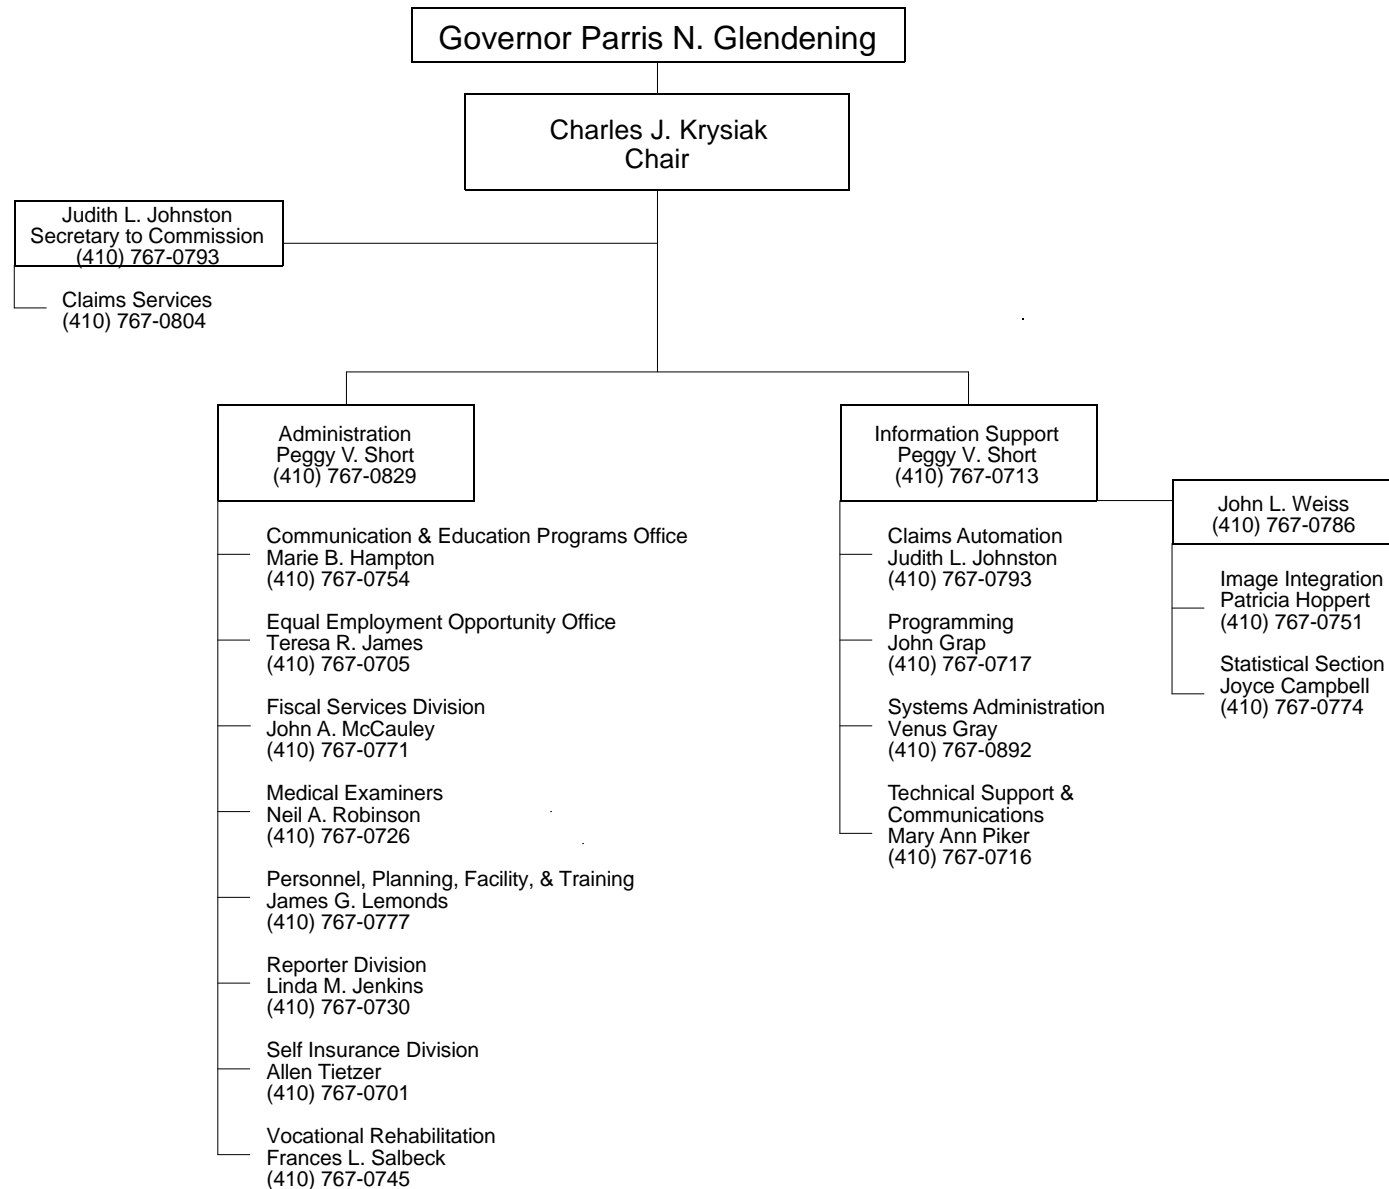 Governor Parris N. Glendening
Charles J. Krysiak
Chair
Judith L. Johnston
Secretary to Commission
(410) 767-0793
Claims Services
(410) 767-0804
Administration
Peggy V. Short
(410) 767-0829
Communication & Education Programs Office
Marie B. Hampton
(410) 767-0754
Equal Employment Opportunity Office
Teresa R. James
(410) 767-0705
Fiscal Services Division
John A. McCauley
(410) 767-0771
Medical Examiners
Neil A. Robinson
(410) 767-0726
Personnel, Planning, Facility, & Training
James G. Lemonds
(410) 767-0777
Reporter Division
Linda M. Jenkins
(410) 767-0730
Self Insurance Division
Allen Tietzer
(410) 767-0701
Vocational Rehabilitation
Frances L. Salbeck
(410) 767-0745
Information Support
Peggy V. Short
(410) 767-0713
Claims Automation
Judith L. Johnston
(410) 767-0793
Programming
John Grap
(410) 767-0717
Systems Administration
Venus Gray
(410) 767-0892
Technical Support &
Communications
Mary Ann Piker
(410) 767-0716
John L. Weiss
(410) 767-0786
Image Integration
Patricia Hoppert
(410) 767-0751
Statistical Section
Joyce Campbell
(410) 767-0774